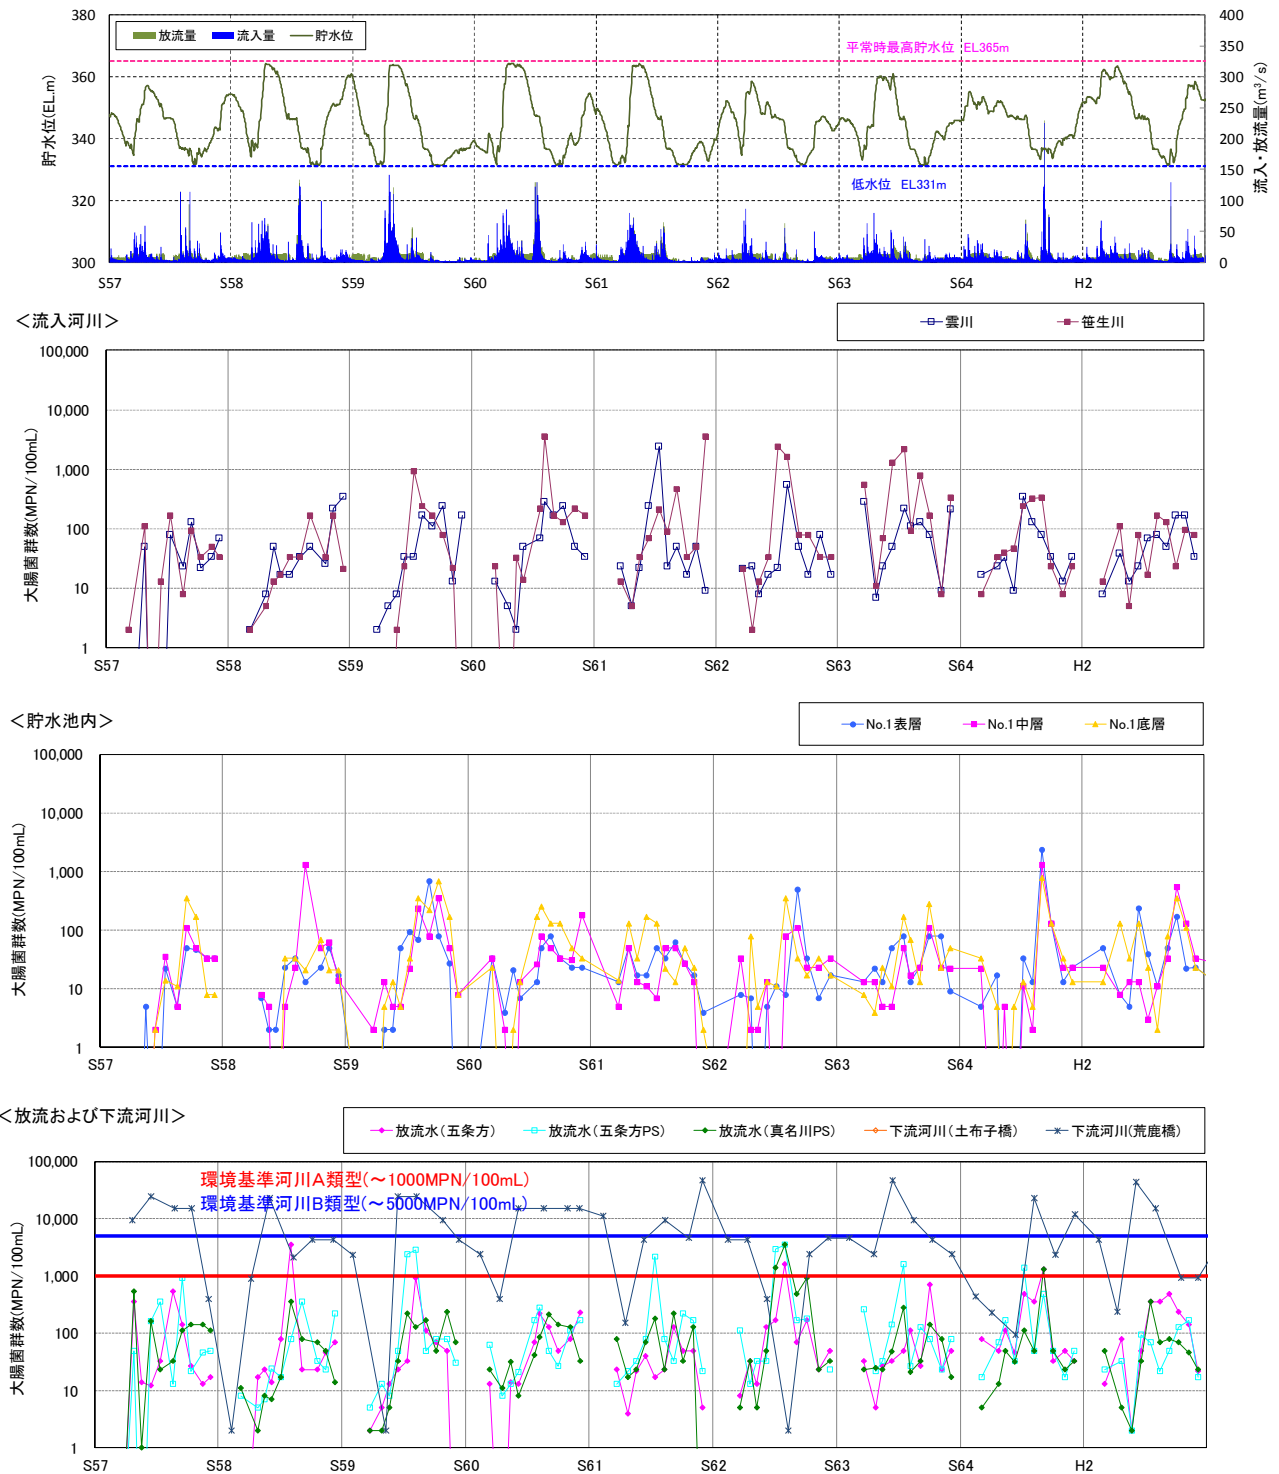 380
400
放流量
流入量
貯水位
平常時最高貯水位 EL365m
350
360
300
250
340
200
150
低水位 EL331m
320
100
50
300
0
貯水位(EL.m)
流入・放流量(m³/s)
S57
S58
S59
S60
S61
S62
S63
S64
H2
＜流入河川＞
雲川
笹生川
100,000
10,000
1,000
100
10
1
大腸菌群数(MPN/100mL)
S57
S58
S59
S60
S61
S62
S63
S64
H2
＜貯水池内＞
No.1表層
No.1中層
No.1底層
100,000
10,000
1,000
100
10
1
大腸菌群数(MPN/100mL)
S57
S58
S59
S60
S61
S62
S63
S64
H2
＜放流および下流河川＞
放流水(五条方)
放流水(五条方PS)
放流水(真名川PS)
下流河川(土布子橋)
下流河川(荒鹿橋)
100,000
環境基準河川A類型(～1000MPN/100mL)
環境基準河川B類型(～5000MPN/100mL)
10,000
1,000
100
10
1
大腸菌群数(MPN/100mL)
S57
S58
S59
S60
S61
S62
S63
S64
H2